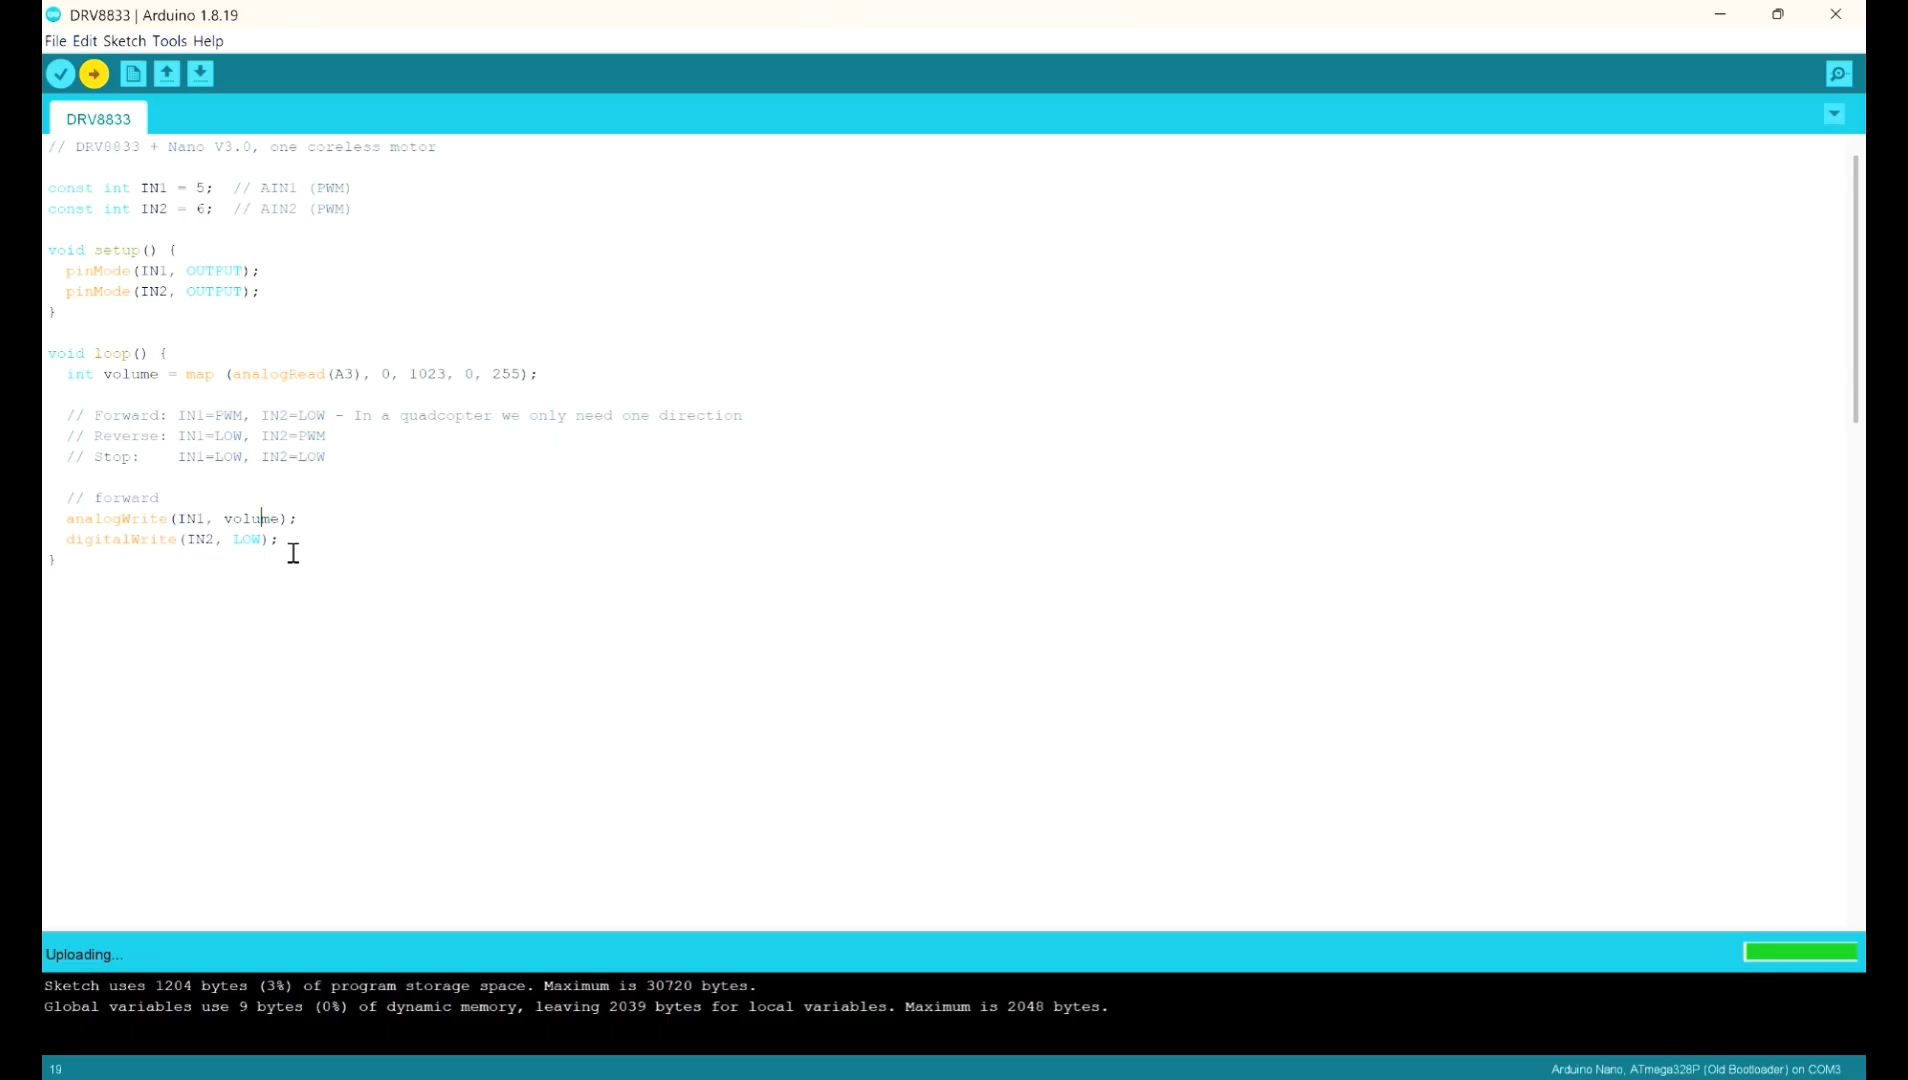 DRV8833 | Arduino 1.8.19
File Edit Sketch Tools Help
DRV8833
// DRV8833 + Nano V3.0, one coreless motor
const int IN1 = 5;  // AIN1 (PWM)
const int IN2 = 6;  // AIN2 (PWM)
void setup() {
  pinMode(IN1, OUTPUT);
  pinMode(IN2, OUTPUT);
}
void loop() {
  int volume = map (analogRead(A3), 0, 1023, 0, 255);
  // Forward: IN1=PWM, IN2=LOW - In a quadcopter we only need one direction
  // Reverse: IN1=LOW, IN2=PWM
  // Stop:    IN1=LOW, IN2=LOW
  // forward
  analogWrite(IN1, volume);
  digitalWrite(IN2, LOW);
}
Uploading...
Sketch uses 1204 bytes (3%) of program storage space. Maximum is 30720 bytes.
Global variables use 9 bytes (0%) of dynamic memory, leaving 2039 bytes for local variables. Maximum is 2048 bytes.
19
Arduino Nano, ATmega328P (Old Bootloader) on COM3